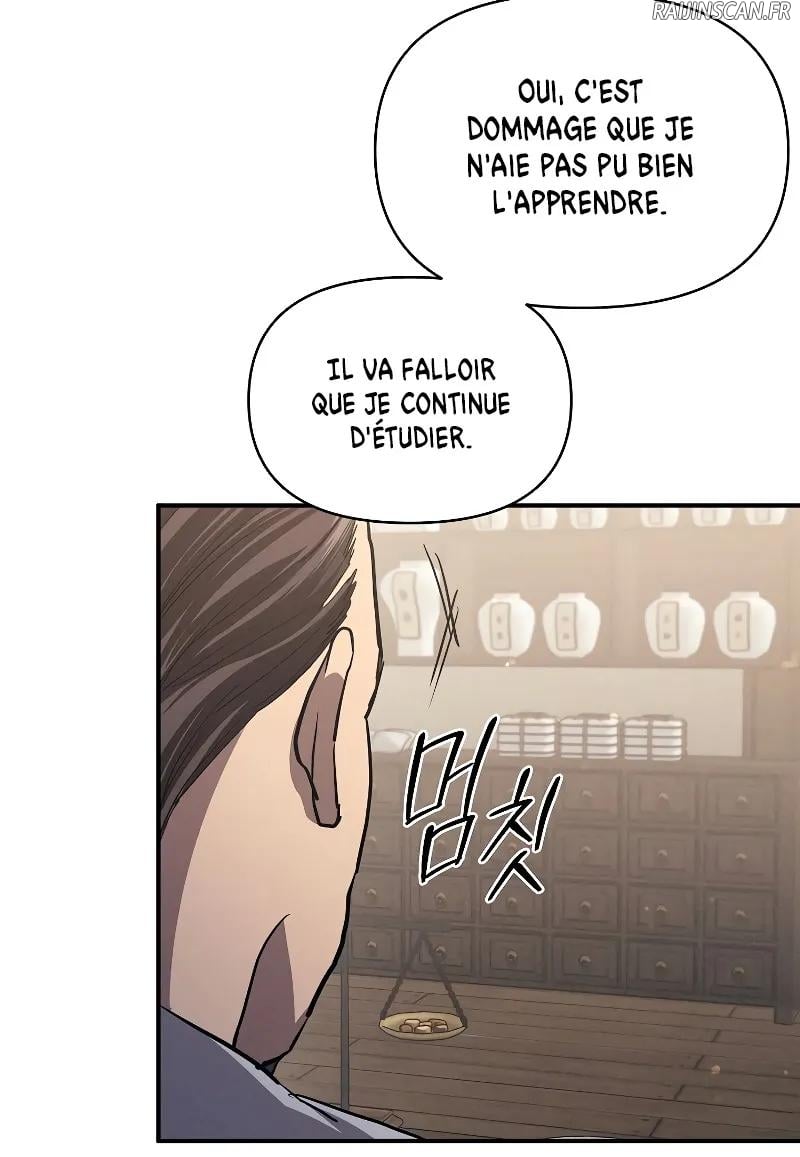 RAIJINSCAN.FR
OUI, C'EST
DOMMAGE QUE JE
N'AIE PAS PU BIEN
L'APPRENDRE.
IL VA FALLOIR
QUE JE CONTINUE
D'ÉTUDIER.
멈칫